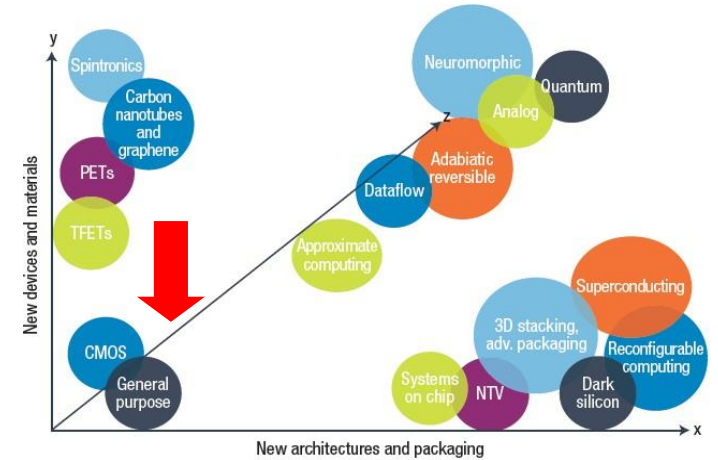 y
Spintronics
Carbon
nanotubes
and
graphene
PETs
TFETs
CMOS
General
purpose
Neuromorphic
Quantum
Analog
z
Adabiatic
reversible
Dataflow
Approximate
computing
Superconducting
3D stacking,
adv. packaging
Reconfigurable
computing
Systems
on chip
NTV
Dark
silicon
x
New devices and materials
New architectures and packaging